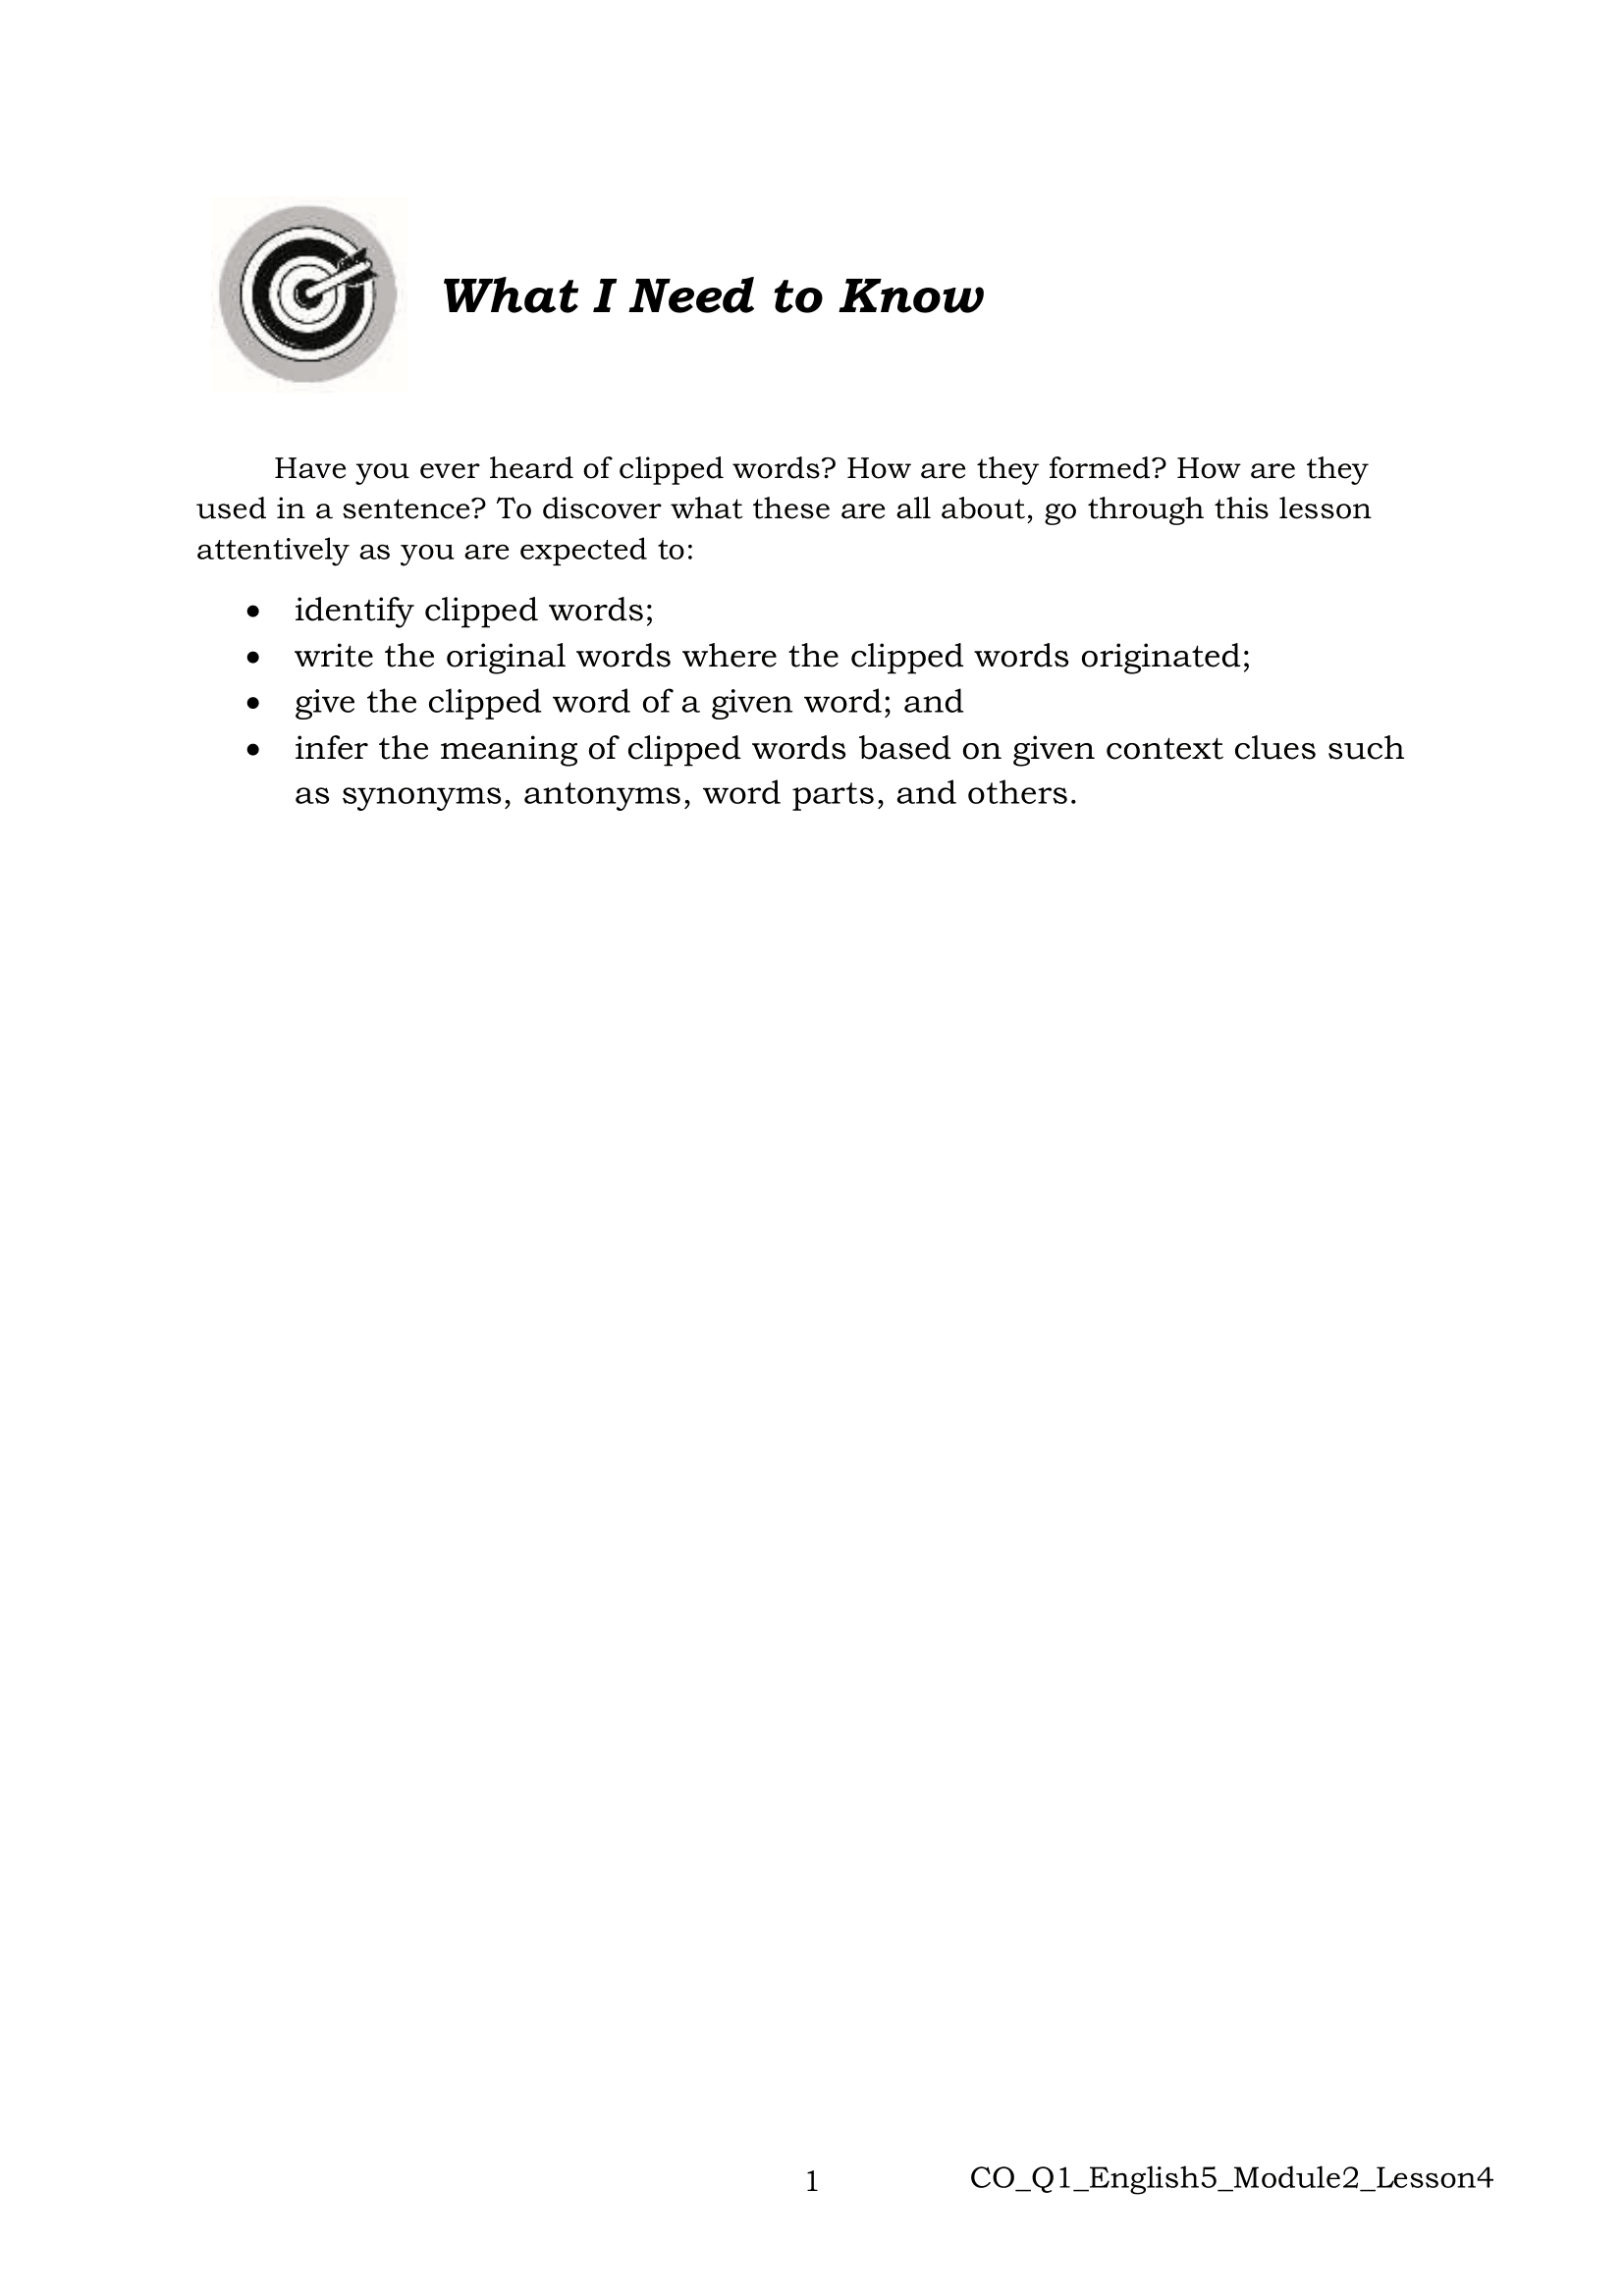 What I Need to Know
Have you ever heard of clipped words? How are they formed? How are they
used in a sentence? To discover what these are all about, go through this lesson
attentively as you are expected to:
• identify clipped words;
• write the original words where the clipped words originated;
• give the clipped word of a given word; and
• infer the meaning of clipped words based on given context clues such
as synonyms, antonyms, word parts, and others.
1 CO_Q1_English5_Module2_Lesson4